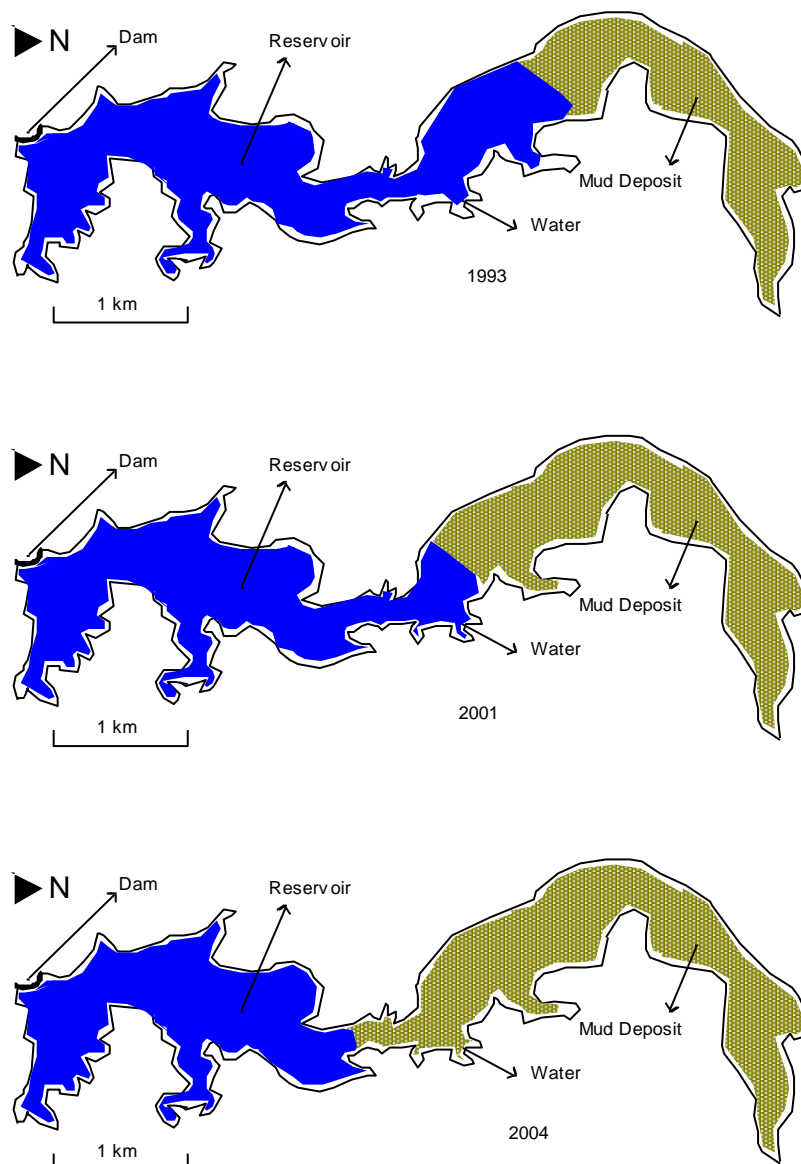 N
Dam
Reservoir
Mud Deposit
Water
1993
1 km
N
Dam
Reservoir
Mud Deposit
Water
2001
1 km
N
Dam
Reservoir
Mud Deposit
Water
2004
1 km